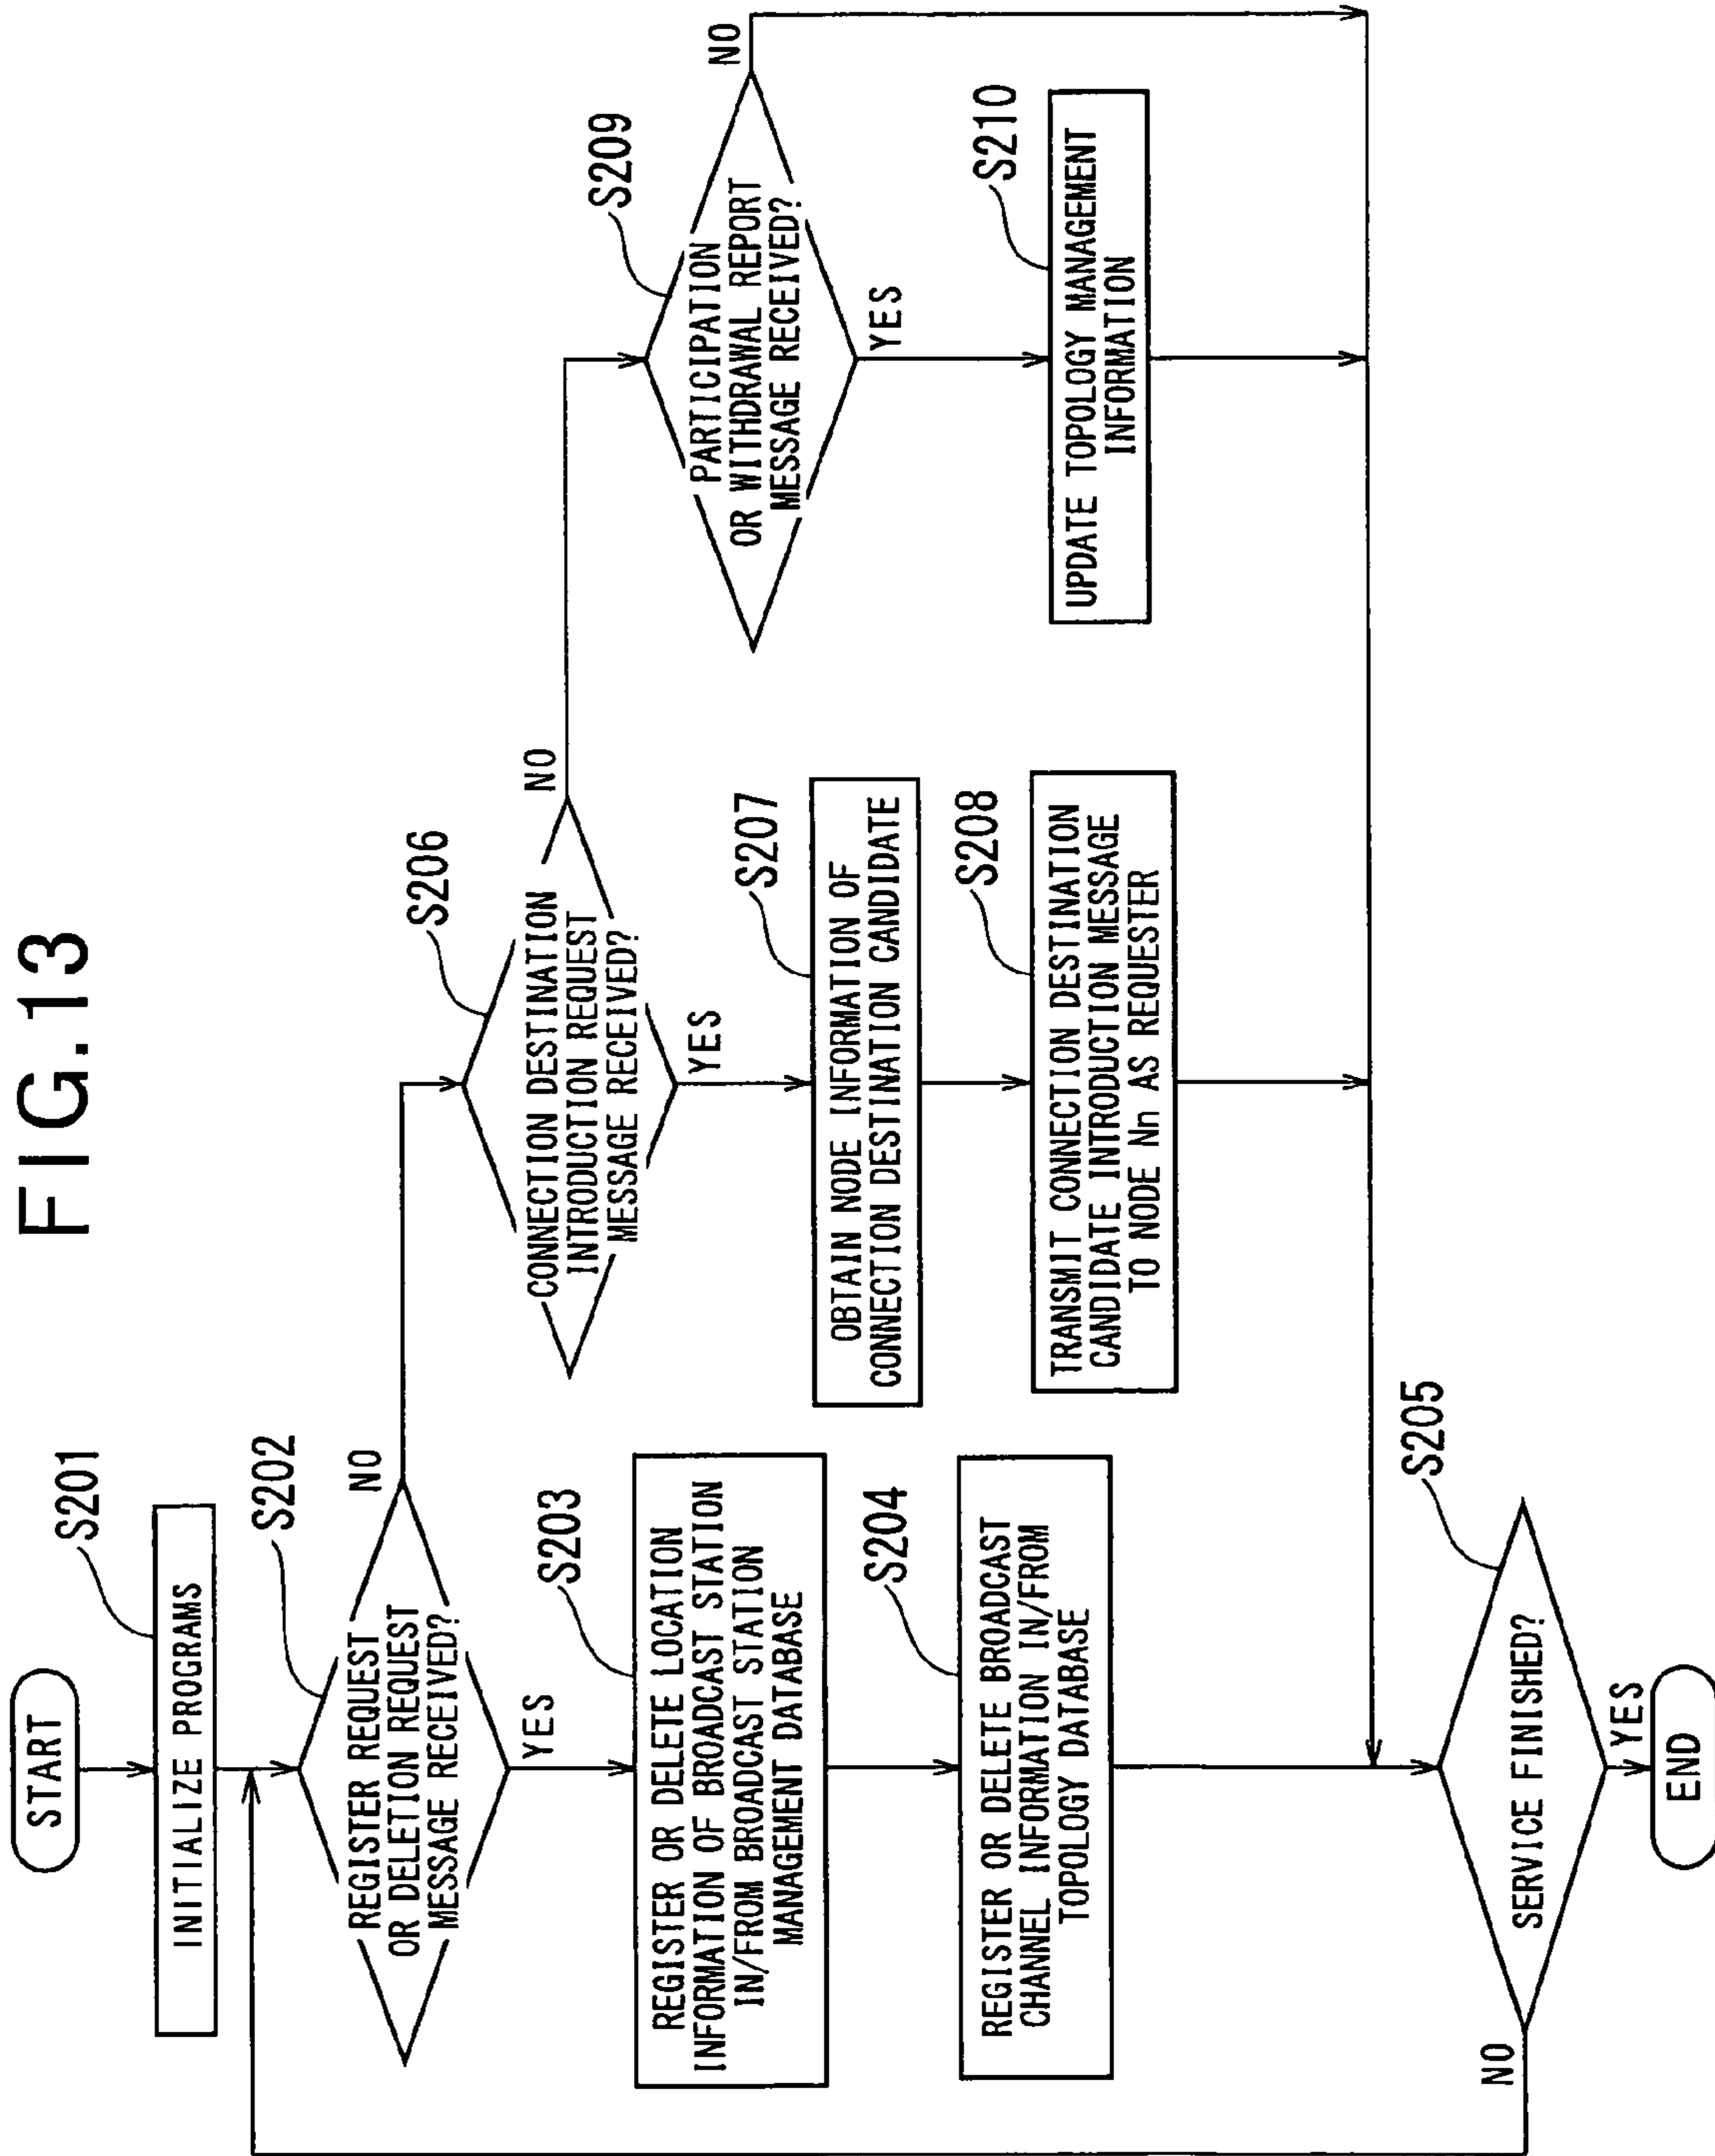 FIG.13
START
S201
INITIALIZE PROGRAMS
S202
REGISTER REQUEST
OR DELETION REQUEST
MESSAGE RECEIVED?
NO
YES
S203
REGISTER OR DELETE LOCATION
INFORMATION OF BROADCAST STATION
IN/FROM BROADCAST STATION
MANAGEMENT DATABASE
S204
REGISTER OR DELETE BROADCAST
CHANNEL INFORMATION IN/FROM
TOPOLOGY DATABASE
S205
SERVICE FINISHED?
NO
YES
END
S206
CONNECTION DESTINATION
INTRODUCTION REQUEST
MESSAGE RECEIVED?
NO
YES
S207
OBTAIN NODE INFORMATION OF
CONNECTION DESTINATION CANDIDATE
S208
TRANSMIT CONNECTION DESTINATION
CANDIDATE INTRODUCTION MESSAGE
TO NODE Nn AS REQUESTER
S209
PARTICIPATION
OR WITHDRAWAL REPORT
MESSAGE RECEIVED?
NO
YES
S210
UPDATE TOPOLOGY MANAGEMENT
INFORMATION